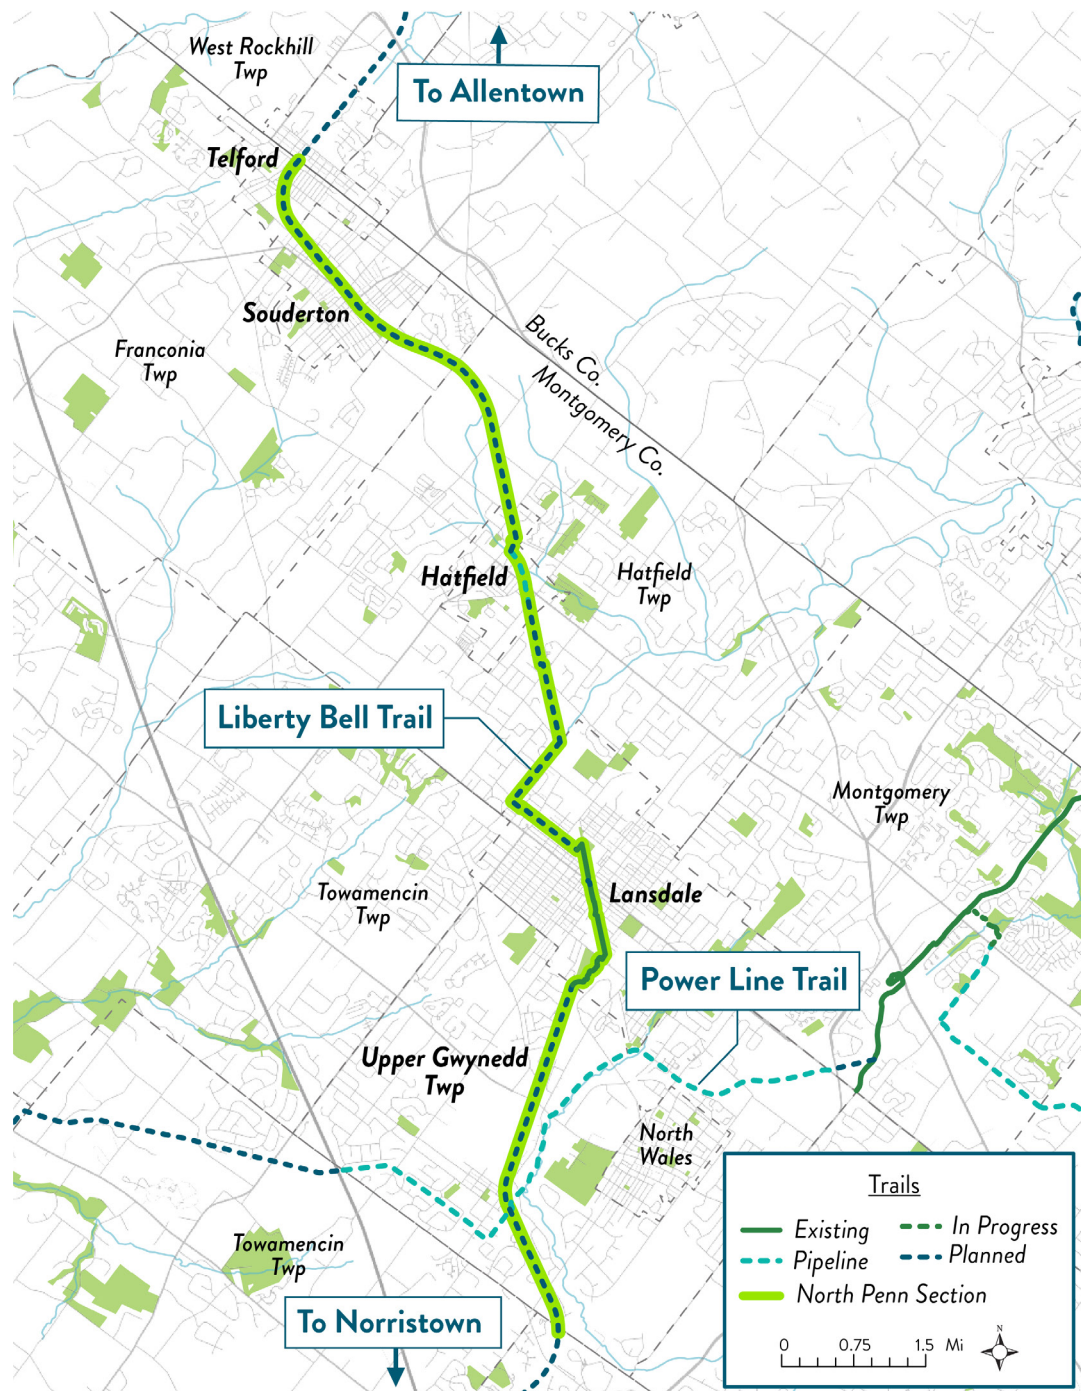 West Rockhill
Twp
To Allentown
Telford
Souderton
Franconia
Twp
Bucks Co.
Montgomery Co.
Hatfield
Hatfield
Twp
Liberty Bell Trail
Montgomery
Twp
Towamencin
Twp
Lansdale
Power Line Trail
Upper Gwynedd
Twp
North
Wales
Towamencin
Twp
To Norristown
Trails
Existing
In Progress
Pipeline
Planned
North Penn Section
0 0.75 1.5 Mi
N